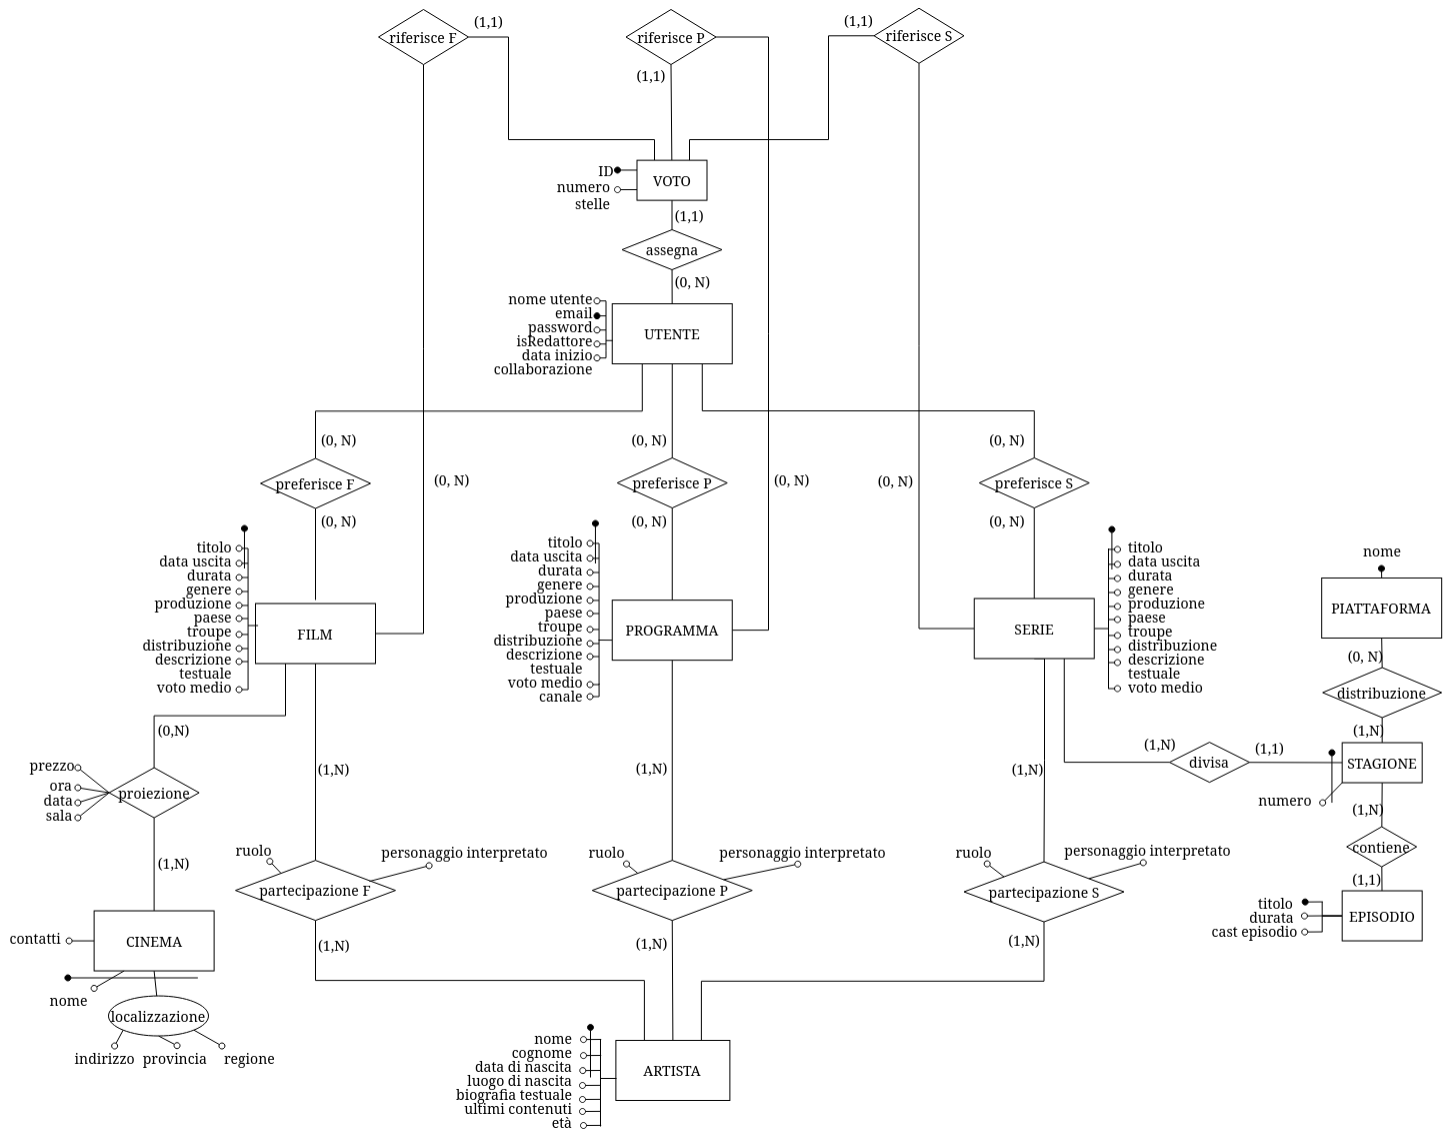 riferisce F
(1,1)
riferisce P
(1,1)
riferisce S
(1,1)
ID
numero
stelle
VOTO
(1,1)
assegna
(0, N)
nome utente
email
password
isRedattore
data inizio
collaborazione
UTENTE
(0, N)
(0, N)
(0, N)
preferisce F
preferisce P
preferisce S
(0, N)
(0, N)
(0, N)
(0, N)
(0, N)
(0, N)
titolo
data uscita
durata
genere
produzione
paese
troupe
distribuzione
descrizione
testuale
voto medio
FILM
titolo
data uscita
durata
genere
produzione
paese
troupe
distribuzione
descrizione
testuale
voto medio
canale
PROGRAMMA
SERIE
titolo
data uscita
durata
genere
produzione
paese
troupe
distribuzione
descrizione
testuale
voto medio
nome
PIATTAFORMA
(0, N)
distribuzione
(1,N)
STAGIONE
numero
(1,N)
divisa
(1,1)
(1,N)
contiene
(1,1)
titolo
durata
cast episodio
EPISODIO
(0,N)
prezzo
ora
data
sala
proiezione
(1,N)
contatti
CINEMA
nome
localizzazione
indirizzo
provincia
regione
(1,N)
ruolo
personaggio interpretato
partecipazione F
(1,N)
(1,N)
ruolo
personaggio interpretato
partecipazione P
(1,N)
(1,N)
ruolo
personaggio interpretato
partecipazione S
(1,N)
nome
cognome
data di nascita
luogo di nascita
biografia testuale
ultimi contenuti
età
ARTISTA